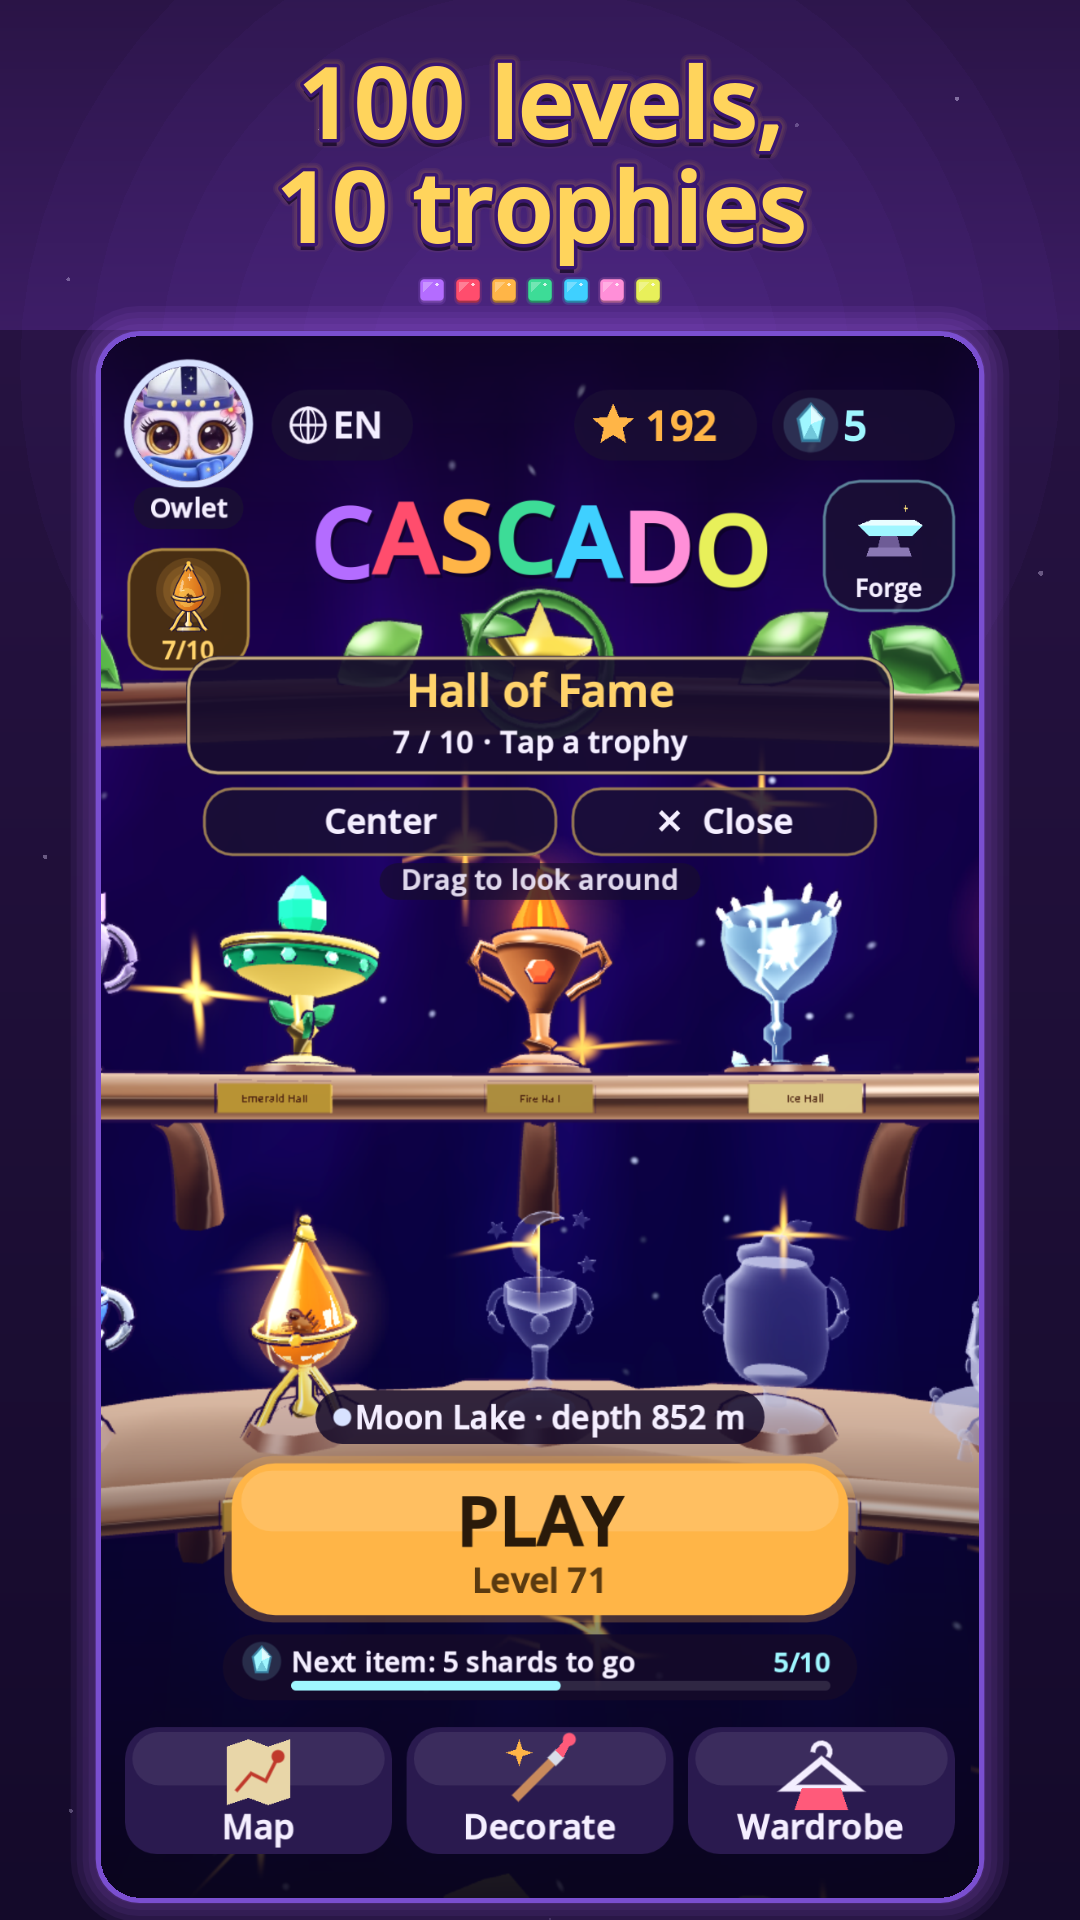 100 levels,
10 trophies
EN
192
5
Owlet
CASCADO
Forge
7/10
Hall of Fame
7 / 10 · Tap a trophy
Center
✕ Close
Drag to look around
Emerald Hall
Fire Hall
Ice Hall
Moon Lake · depth 852 m
PLAY
Level 71
Next item: 5 shards to go
5/10
Map
Decorate
Wardrobe